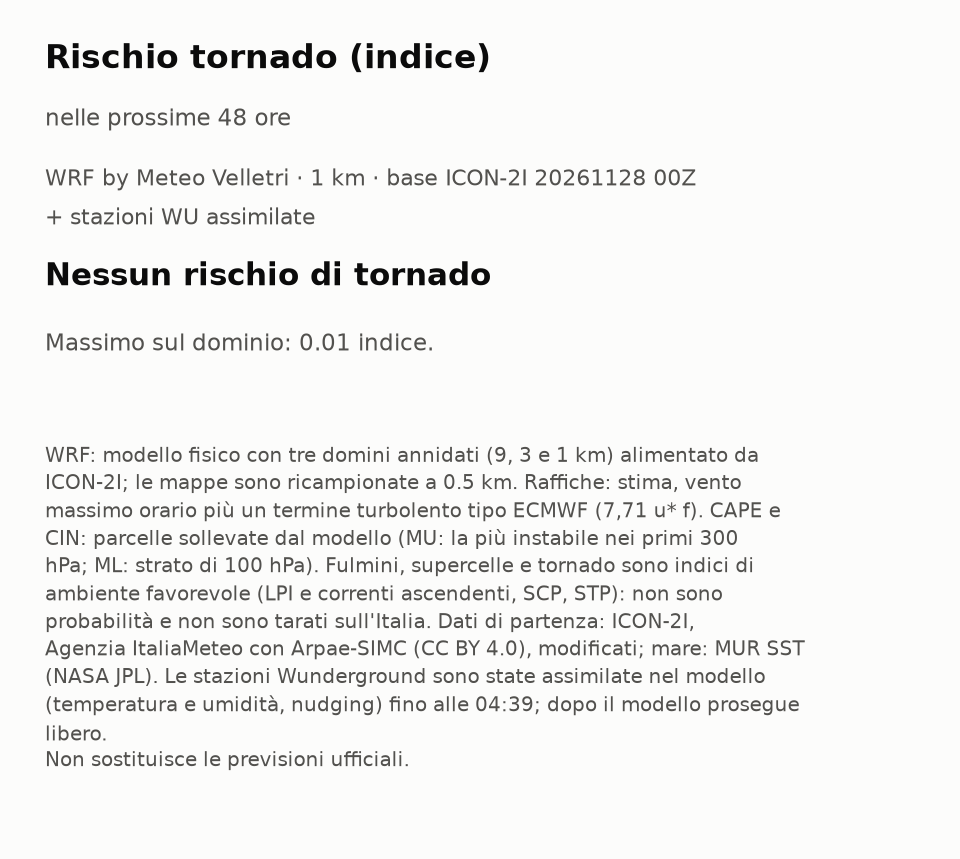 Rischio tornado (indice)
nelle prossime 48 ore
WRF by Meteo Velletri · 1 km · base ICON-2I 20261128 00Z
+ stazioni WU assimilate
Nessun rischio di tornado
Massimo sul dominio: 0.01 indice.
WRF: modello fisico con tre domini annidati (9, 3 e 1 km) alimentato da
ICON-2I; le mappe sono ricampionate a 0.5 km. Raffiche: stima, vento
massimo orario più un termine turbolento tipo ECMWF (7,71 u* f). CAPE e
CIN: parcelle sollevate dal modello (MU: la più instabile nei primi 300
hPa; ML: strato di 100 hPa). Fulmini, supercelle e tornado sono indici di
ambiente favorevole (LPI e correnti ascendenti, SCP, STP): non sono
probabilità e non sono tarati sull'Italia. Dati di partenza: ICON-2I,
Agenzia ItaliaMeteo con Arpae-SIMC (CC BY 4.0), modificati; mare: MUR SST
(NASA JPL). Le stazioni Wunderground sono state assimilate nel modello
(temperatura e umidità, nudging) fino alle 04:39; dopo il modello prosegue
libero.
Non sostituisce le previsioni ufficiali.